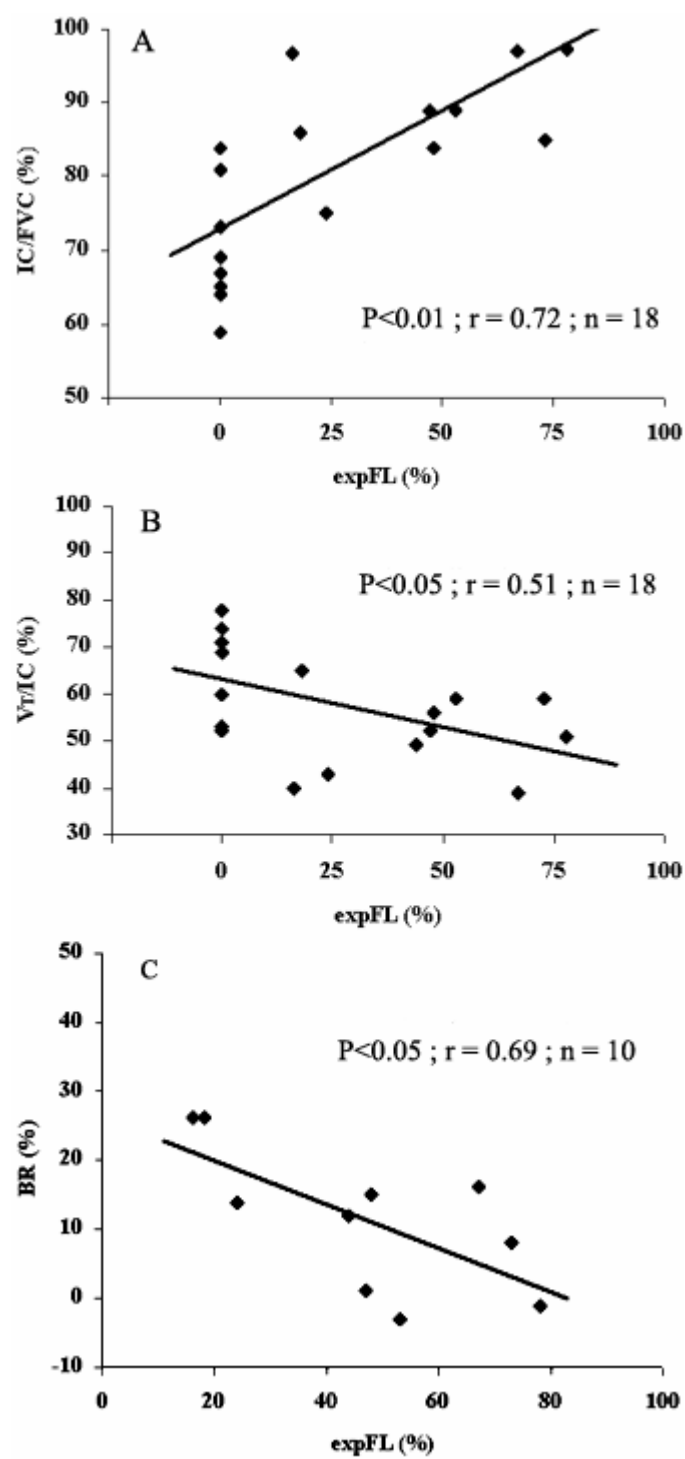 A
100
90
80
70
60
50
IC/FVC (%)
P<0.01 ; r = 0.72 ; n = 18
0 25 50 75 100
expFL (%)
B
100
90
80
70
60
50
40
30
VT/IC (%)
P<0.05 ; r = 0.51 ; n = 18
0 25 50 75 100
expFL (%)
C
50
40
30
20
10
0
-10
BR (%)
P<0.05 ; r = 0.69 ; n = 10
0 20 40 60 80 100
expFL (%)